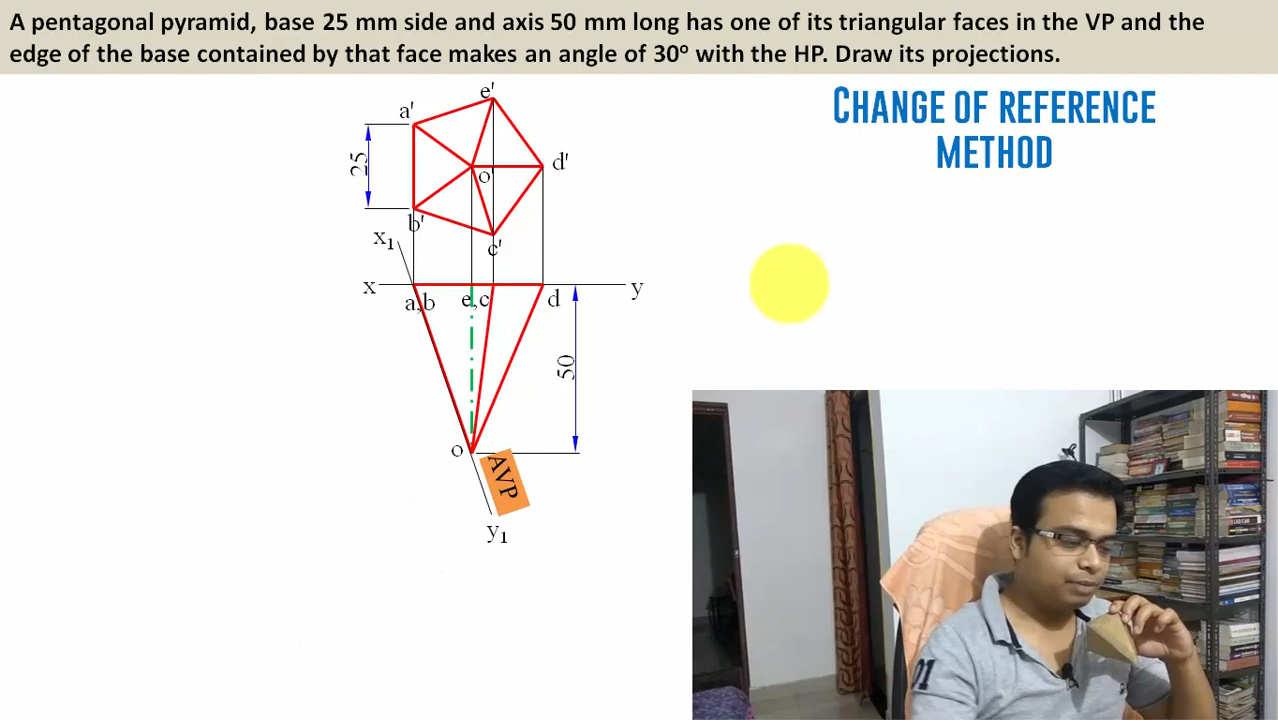 A pentagonal pyramid, base 25 mm side and axis 50 mm long has one of its triangular faces in the VP and the
edge of the base contained by that face makes an angle of 30° with the HP. Draw its projections.
CHANGE OF REFERENCE
METHOD
e'
a'
25
d'
o'
b'
c'
x₁
x
y
a,b
e,c
d
50
o
AVP
y₁
01